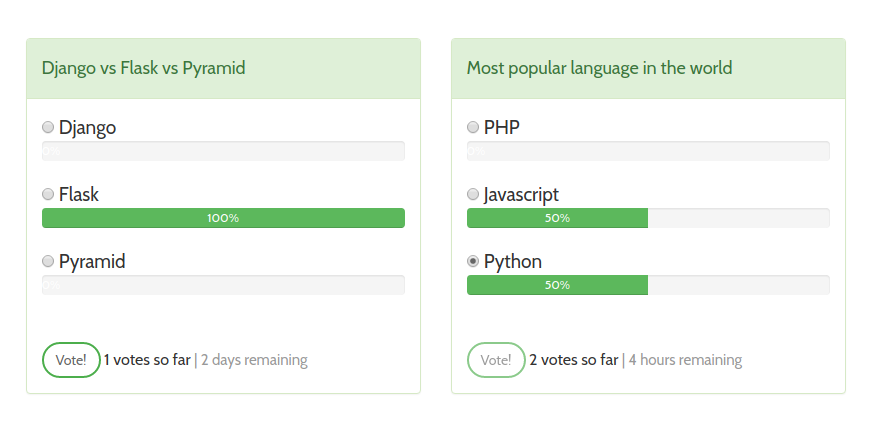 Django vs Flask vs Pyramid
Django
0%
Flask
100%
Pyramid
0%
Vote! 1 votes so far | 2 days remaining
Most popular language in the world
PHP
0%
Javascript
50%
Python
50%
Vote! 2 votes so far | 4 hours remaining